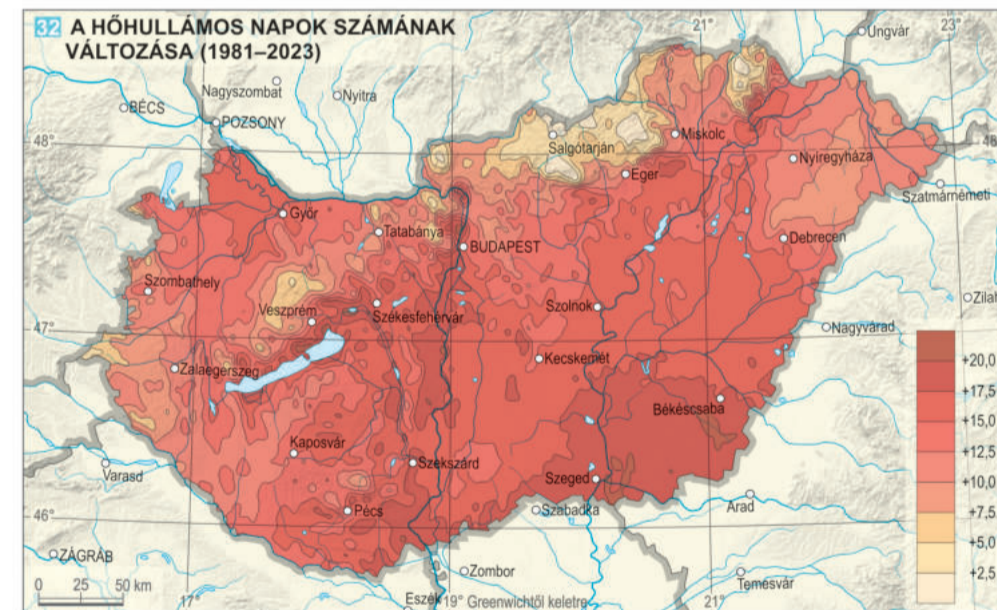 32 A HŐHULLÁMOS NAPOK SZÁMÁNAK
VÁLTOZÁSA (1981–2023)
21°
23°
Ungvár
Nagyszombat
Nyitra
BÉCS
POZSONY
48°
Salgótarján
Miskolc
Nyíregyháza
48
Eger
Szatmárnémeti
Győr
Tatabánya
BUDAPEST
Debrecen
Szombathely
Veszprém
Székesfehérvár
Szolnok
Zilah
47°
Nagyvárad
Zalaegerszeg
Kecskemét
Békéscsaba
Kaposvár
Szekszárd
Varasd
Szeged
Pécs
Szabadka
Arad
46°
ZÁGRÁB
Zombor
Temesvár
0 25 50 km
17°
Eszék
19° Greenwichtől keletre
21°
+20,0
+17,5
+15,0
+12,5
+10,0
+7,5
+5,0
+2,5